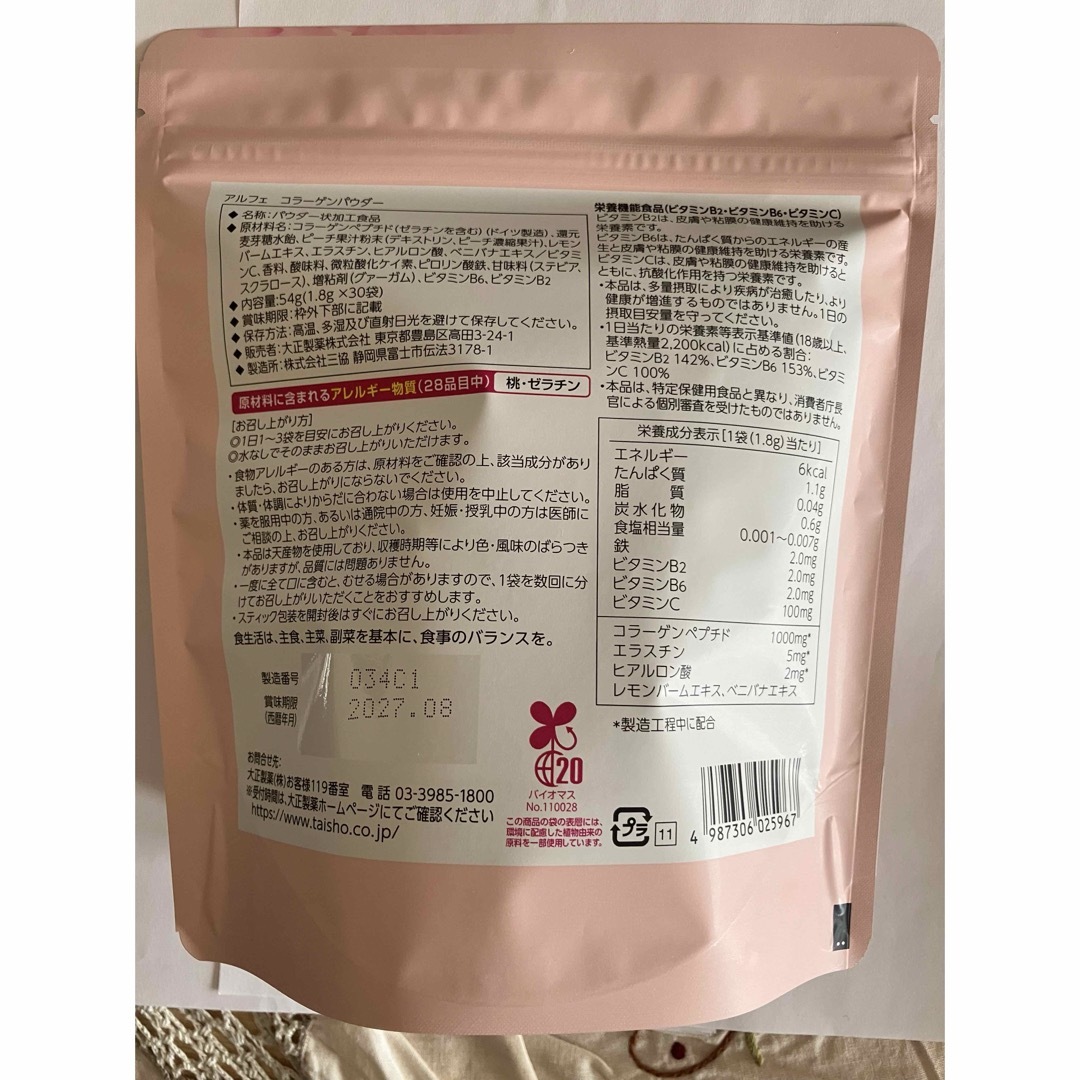 アルフェ コラーゲンパウダー
◆名称：パウダー状加工食品
◆原材料名：コラーゲンペプチド(ゼラチンを含む)(ドイツ製造)、還元
麦芽糖水飴、ピーチ果汁粉末(デキストリン、ピーチ濃縮果汁)、レモン
バームエキス、エラスチン、ヒアルロン酸、ベニバナエキス／ビタミ
ンC、香料、酸味料、微粒酸化ケイ素、ピロリン酸鉄、甘味料(ステビア、
スクラロース)、増粘剤(グァーガム)、ビタミンB6、ビタミンB2
◆内容量：54g(1.8g×30袋)
◆賞味期限：枠外下部に記載
◆保存方法：高温、多湿及び直射日光を避けて保存してください。
◆販売者：大正製薬株式会社 東京都豊島区高田3-24-1
◆製造所：株式会社三協 静岡県富士市伝法3178-1
原材料に含まれるアレルギー物質(28品目中) 桃・ゼラチン
[お召し上がり方]
◎1日1〜3袋を目安にお召し上がりください。
◎水なしでそのままお召し上がりいただけます。
・食物アレルギーのある方は、原材料をご確認の上、該当成分があり
ましたら、お召し上がりにならないでください。
・体質・体調によりからだに合わない場合は使用を中止してください。
・薬を服用中の方、あるいは通院中の方、妊娠・授乳中の方は医師に
ご相談の上、お召し上がりください。
・本品は天産物を使用しており、収穫時期等により色・風味のばらつき
がありますが、品質には問題ありません。
・一度に全て口に含むと、むせる場合がありますので、1袋を数回に分
けてお召し上がりいただくことをおすすめします。
・スティック包装を開封後はすぐにお召し上がりください。
食生活は、主食、主菜、副菜を基本に、食事のバランスを。
製造番号 034C1
賞味期限 2027.08
(西暦年月)
お問合せ先：
大正製薬(株)お客様119番室 電話 03-3985-1800
※受付時間は、大正製薬ホームページにてご確認ください
https://www.taisho.co.jp/
栄養機能食品(ビタミンB2・ビタミンB6・ビタミンC)
ビタミンB2は、皮膚や粘膜の健康維持を助ける
栄養素です。
ビタミンB6は、たんぱく質からのエネルギーの産
生と皮膚や粘膜の健康維持を助ける栄養素です。
ビタミンCは、皮膚や粘膜の健康維持を助けると
ともに、抗酸化作用を持つ栄養素です。
・本品は、多量摂取により疾病が治癒したり、より
健康が増進するものではありません。1日の
摂取目安量を守ってください。
・1日当たりの栄養素等表示基準値(18歳以上、
基準熱量2,200kcal)に占める割合：
ビタミンB2 142%、ビタミンB6 153%、ビタミ
ンC 100%
・本品は、特定保健用食品と異なり、消費者庁長
官による個別審査を受けたものではありません。
栄養成分表示[1袋(1.8g)当たり]
エネルギー 6kcal
たんぱく質 1.1g
脂質 0.04g
炭水化物 0.6g
食塩相当量 0.001〜0.007g
鉄 2.0mg
ビタミンB2 2.0mg
ビタミンB6 2.0mg
ビタミンC 100mg
コラーゲンペプチド 1000mg*
エラスチン 5mg*
ヒアルロン酸 2mg*
レモンバームエキス、ベニバナエキス
*製造工程中に配合
20
バイオマス
No.110028
この商品の袋の表層には、
環境に配慮した植物由来の
原料を一部使用しています。
プラ
11
4 987306 025967